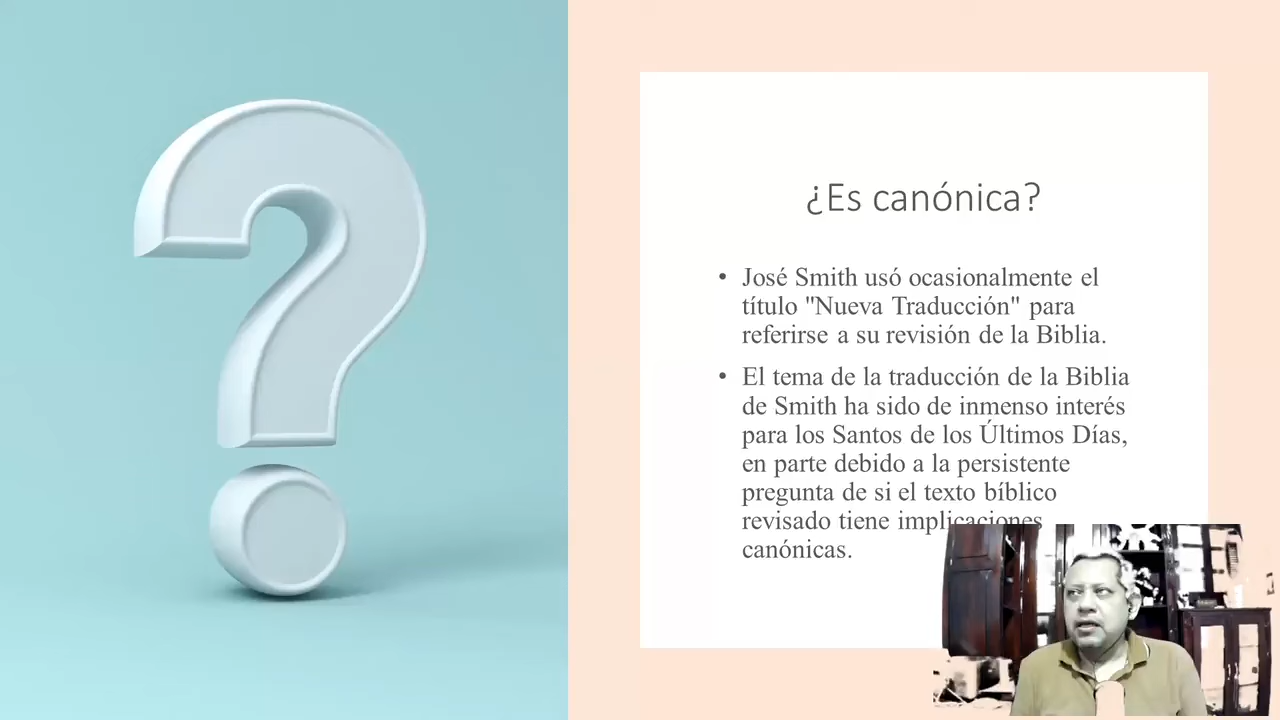 ¿Es canónica?
• José Smith usó ocasionalmente el
título "Nueva Traducción" para
referirse a su revisión de la Biblia.
• El tema de la traducción de la Biblia
de Smith ha sido de inmenso interés
para los Santos de los Últimos Días,
en parte debido a la persistente
pregunta de si el texto bíblico
revisado tiene implicaciones
canónicas.